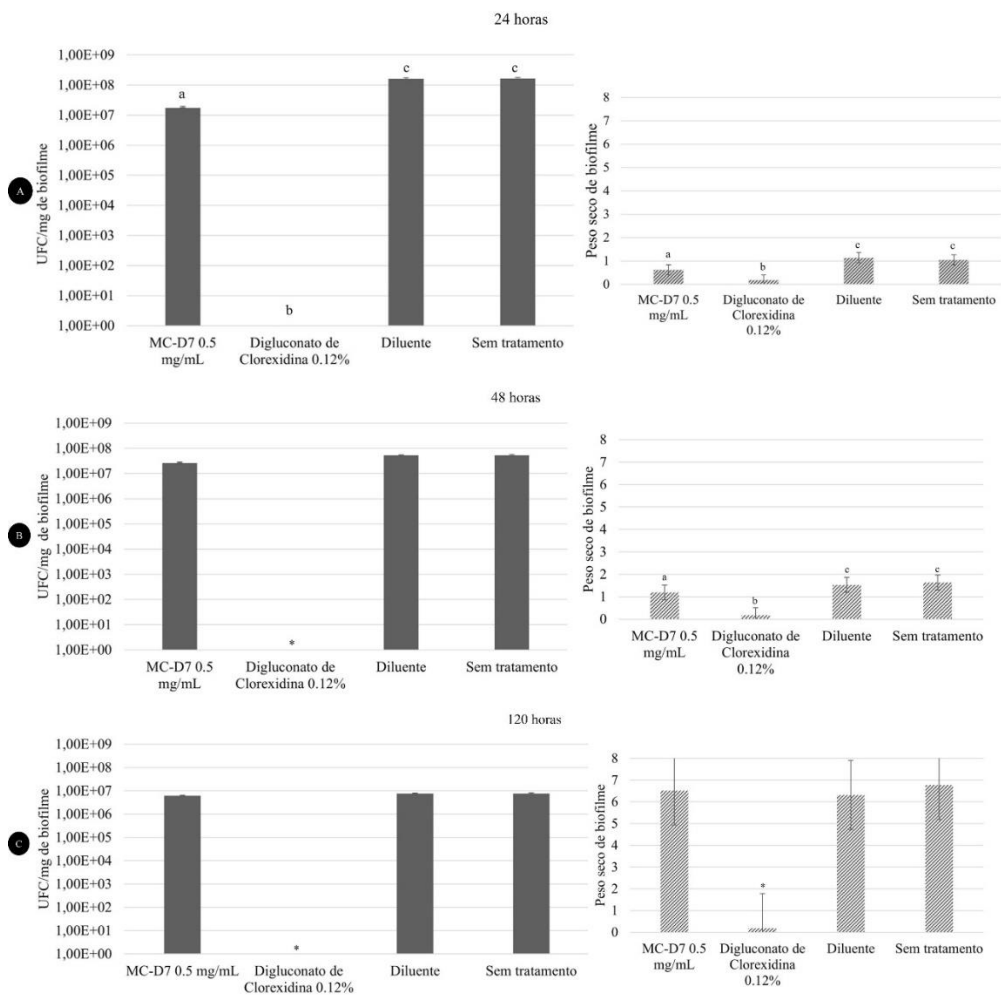 24 horas
A
UFC/mg de biofilme
1,00E+09
1,00E+08
1,00E+07
1,00E+06
1,00E+05
1,00E+04
1,00E+03
1,00E+02
1,00E+01
1,00E+00
a
b
c
c
MC-D7 0.5
mg/mL
Digluconato de
Clorexidina 0.12%
Diluente
Sem tratamento
Peso seco de biofilme
8
7
6
5
4
3
2
1
0
a
b
c
c
MC-D7 0.5
mg/mL
Digluconato de
Clorexidina
0.12%
Diluente
Sem tratamento
48 horas
B
UFC/mg de biofilme
1,00E+09
1,00E+08
1,00E+07
1,00E+06
1,00E+05
1,00E+04
1,00E+03
1,00E+02
1,00E+01
1,00E+00
*
MC-D7 0.5
mg/mL
Digluconato de
Clorexidina 0.12%
Diluente
Sem tratamento
Peso seco de biofilme
8
7
6
5
4
3
2
1
0
a
b
c
c
MC-D7 0.5
mg/mL
Digluconato de
Clorexidina
0.12%
Diluente
Sem tratamento
120 horas
C
UFC/mg de biofilme
1,00E+09
1,00E+08
1,00E+07
1,00E+06
1,00E+05
1,00E+04
1,00E+03
1,00E+02
1,00E+01
1,00E+00
*
MC-D7 0.5 mg/mL
Digluconato de
Clorexidina 0.12%
Diluente
Sem tratamento
Peso seco de biofilme
8
7
6
5
4
3
2
1
0
*
MC-D7 0.5
mg/mL
Digluconato de
Clorexidina
0.12%
Diluente
Sem tratamento